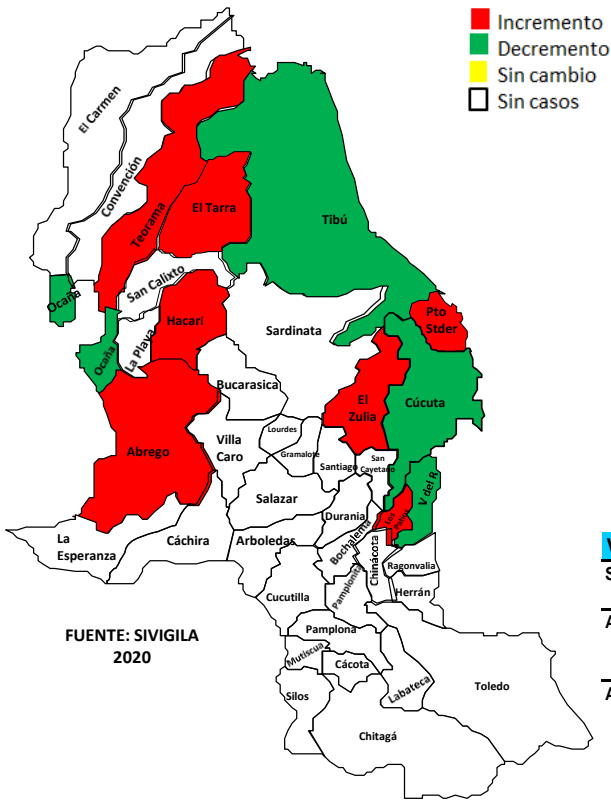 Incremento
Decremento
Sin cambio
Sin casos
El Carmen
Convención
Teorama
El Tarra
Tibú
San Calixto
Ocaña
Hacarí
Sardinata
Pto
Stder
Ocaña
La Playa
Bucarasica
El
Zulia
Cúcuta
Abrego
Villa
Caro
Lourdes
Gramalote
Santiago
San
Cayetano
Salazar
V del R
Durania
Los
Patios
La
Esperanza
Cáchira
Arboledas
Bochalema
Chinácota
Ragonvalia
Cucutilla
Pamplonita
Herrán
FUENTE: SIVIGILA
2020
Pamplona
Mutiscua
Cácota
Labateca
Toledo
Silos
Chitagá
V
S
A
A